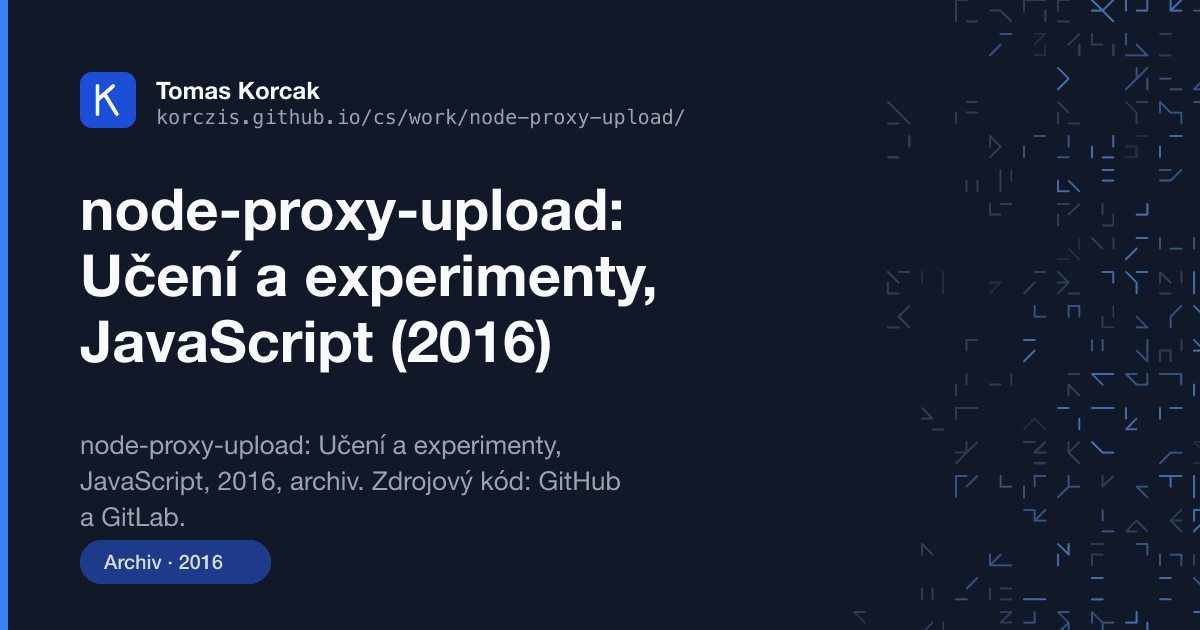 K
Tomas Korcak
korczis.github.io/cs/work/node-proxy-upload/
node-proxy-upload:
Učení a experimenty,
JavaScript (2016)
node-proxy-upload: Učení a experimenty,
JavaScript, 2016, archiv. Zdrojový kód: GitHub
a GitLab.
Archiv · 2016